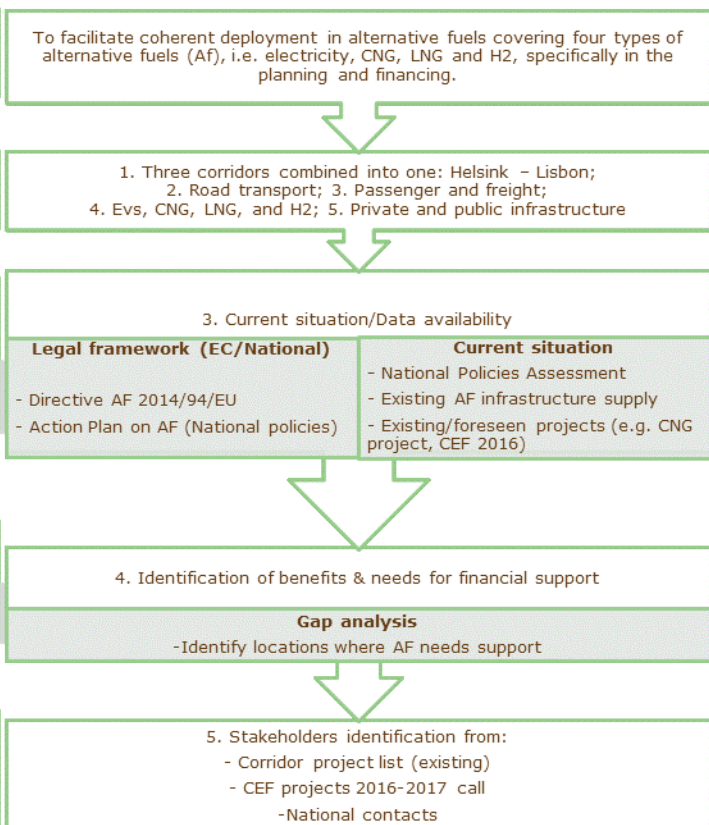 To facilitate coherent deployment in alternative fuels covering four types of
alternative fuels (Af), i.e. electricity, CNG, LNG and H2, specifically in the
planning and financing.
1. Three corridors combined into one: Helsink – Lisbon;
2. Road transport; 3. Passenger and freight;
4. Evs, CNG, LNG, and H2; 5. Private and public infrastructure
3. Current situation/Data availability
Legal framework (EC/National)
- Directive AF 2014/94/EU
- Action Plan on AF (National policies)
Current situation
- National Policies Assessment
- Existing AF infrastructure supply
- Existing/foreseen projects (e.g. CNG
project, CEF 2016)
4. Identification of benefits & needs for financial support
Gap analysis
-Identify locations where AF needs support
5. Stakeholders identification from:
- Corridor project list (existing)
- CEF projects 2016-2017 call
-National contacts